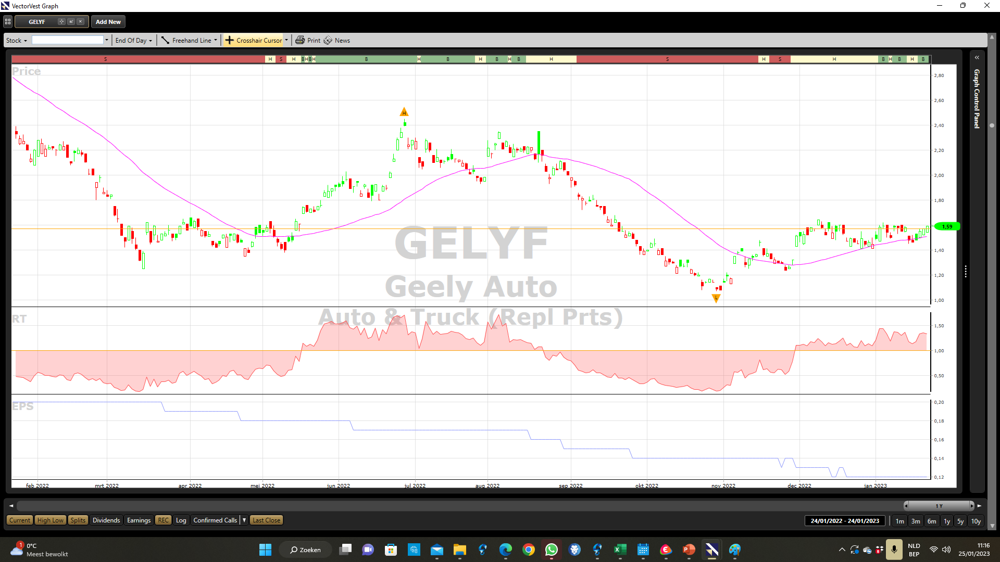 VectorVest Graph
GELYF
Add New
Stock
End Of Day
Freehand Line
Crosshair Cursor
Print
News
S H S H B H B H B H B H B H B H S H S H B H B H B
Price
2,80
2,60
2,40
2,20
2,00
1,80
1,59
1,40
1,20
1,00
H
L
GELYF
Geely Auto
Auto & Truck (Repl Prts)
RT
1,50
1,00
0,50
EPS
0,20
0,18
0,16
0,14
0,12
feb 2022 mrt 2022 apr 2022 mei 2022 jun 2022 jul 2022 aug 2022 sep 2022 okt 2022 nov 2022 dec 2022 jan 2023
Graph Control Panel
1 Y
Current High Low Splits Dividends Earnings REC Log Confirmed Calls Last Close
24/01/2022 - 24/01/2023
1m 3m 6m 1y 5y 10y
1
0°C
Meest bewolkt
Zoeken
NLD
BEP
11:16
25/01/2023